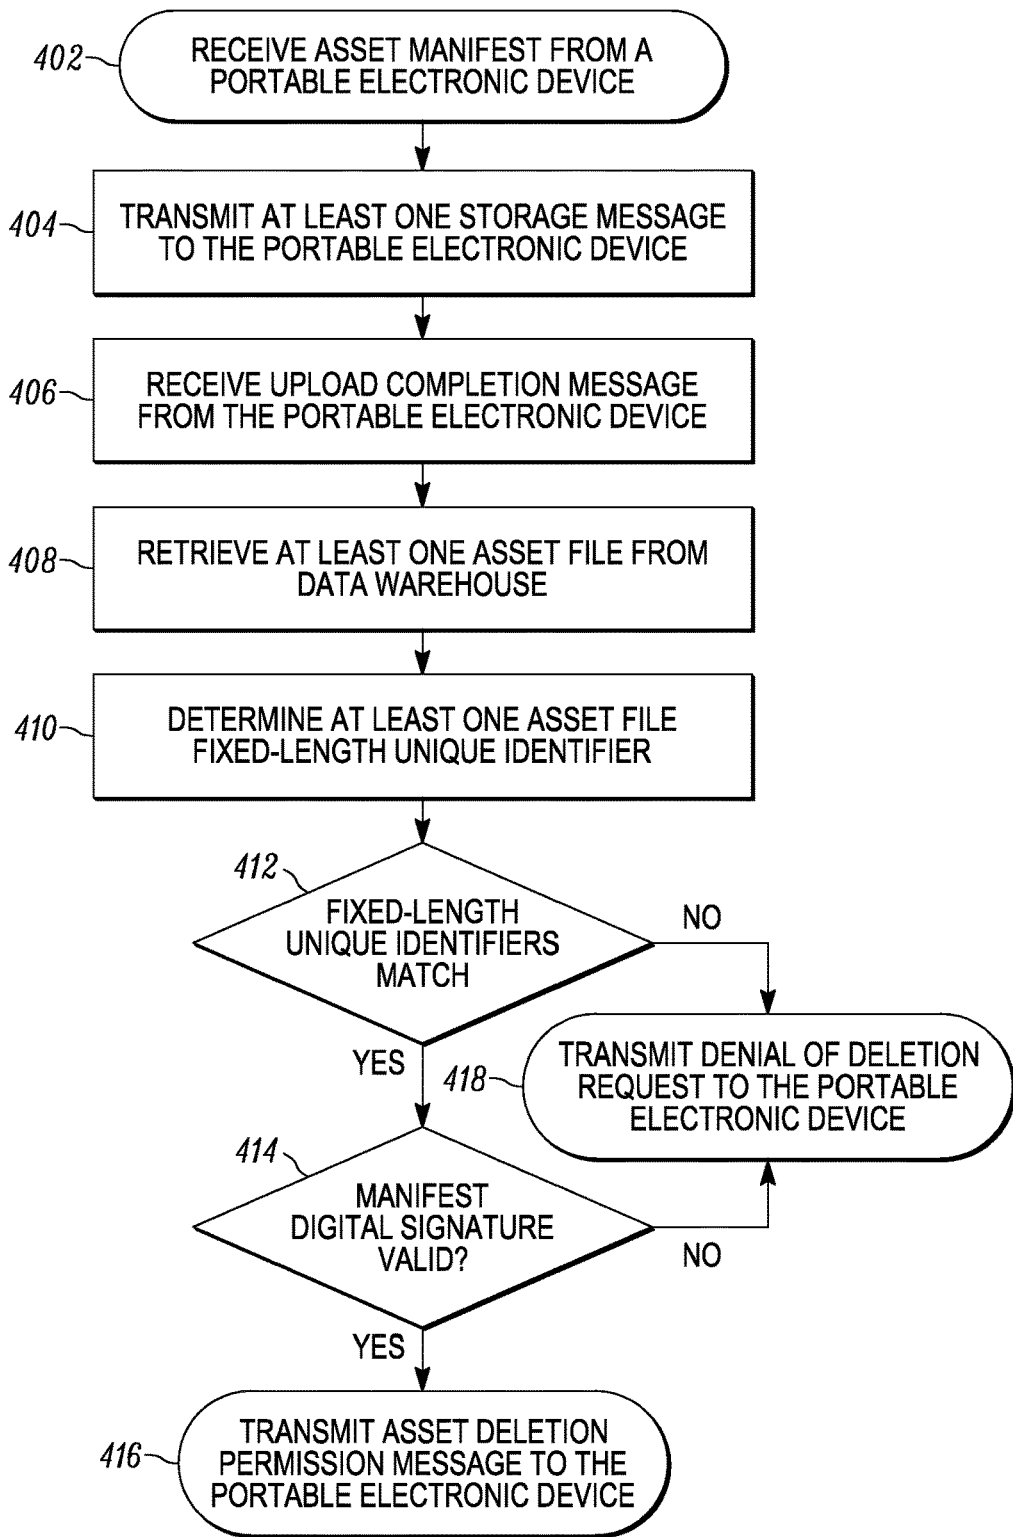 402
RECEIVE ASSET MANIFEST FROM A
PORTABLE ELECTRONIC DEVICE
404
TRANSMIT AT LEAST ONE STORAGE MESSAGE
TO THE PORTABLE ELECTRONIC DEVICE
406
RECEIVE UPLOAD COMPLETION MESSAGE
FROM THE PORTABLE ELECTRONIC DEVICE
408
RETRIEVE AT LEAST ONE ASSET FILE FROM
DATA WAREHOUSE
410
DETERMINE AT LEAST ONE ASSET FILE
FIXED-LENGTH UNIQUE IDENTIFIER
412
FIXED-LENGTH
UNIQUE IDENTIFIERS
MATCH
NO
YES
418
TRANSMIT DENIAL OF DELETION
REQUEST TO THE PORTABLE
ELECTRONIC DEVICE
414
MANIFEST
DIGITAL SIGNATURE
VALID?
NO
YES
416
TRANSMIT ASSET DELETION
PERMISSION MESSAGE TO THE
PORTABLE ELECTRONIC DEVICE